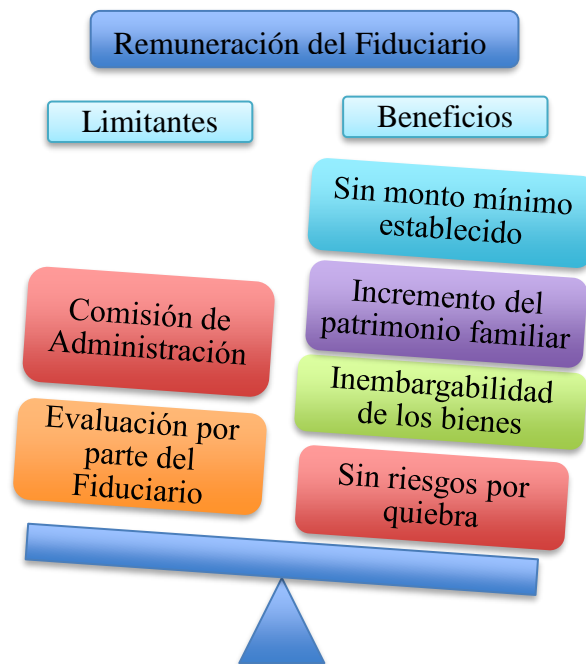 Remuneración del Fiduciario
Limitantes
Comisión de
Administración
Evaluación por
parte del
Fiduciario
Beneficios
Sin monto mínimo
establecido
Incremento del
patrimonio familiar
Inembargabilidad
de los bienes
Sin riesgos por
quiebra